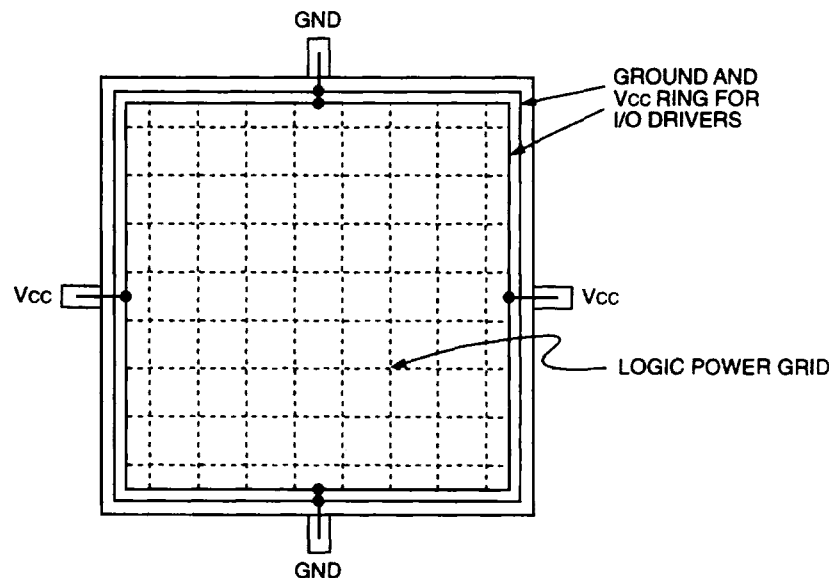 GND
GROUND AND
VCC RING FOR
I/O DRIVERS
VCC
VCC
LOGIC POWER GRID
GND